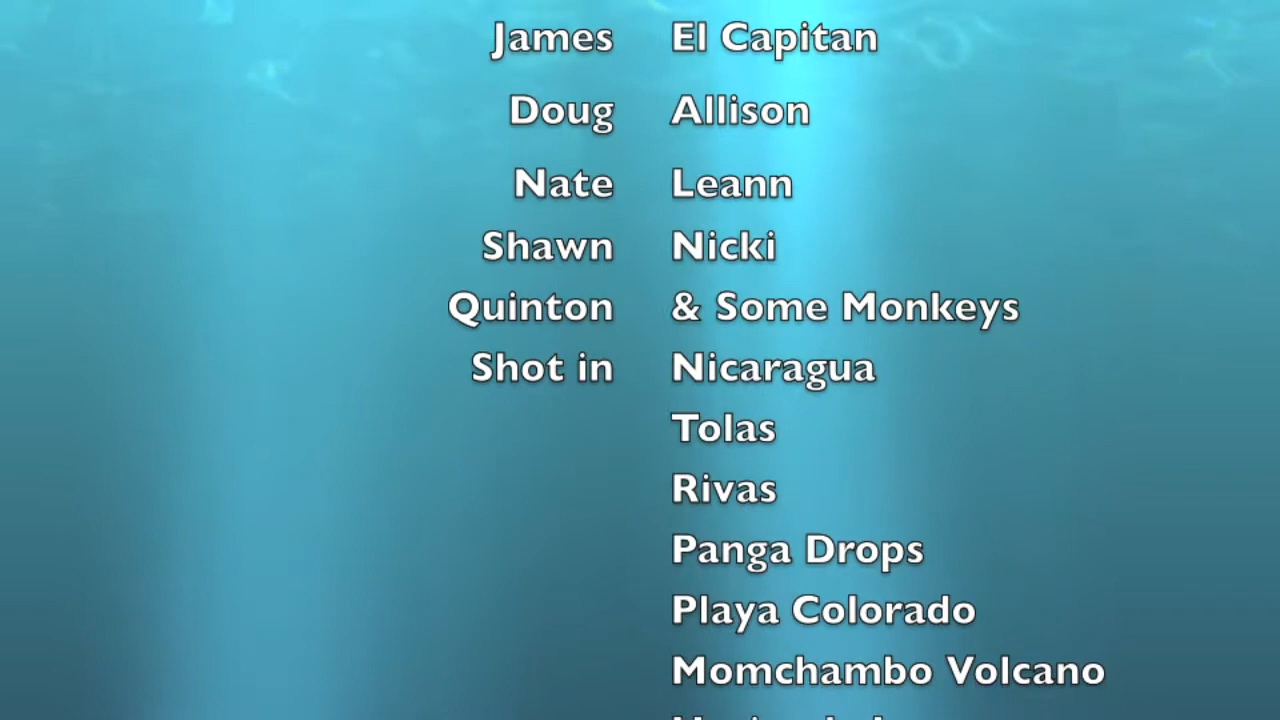 James El Capitan
Doug Allison
Nate Leann
Shawn Nicki
Quinton & Some Monkeys
Shot in Nicaragua
Tolas
Rivas
Panga Drops
Playa Colorado
Momchambo Volcano